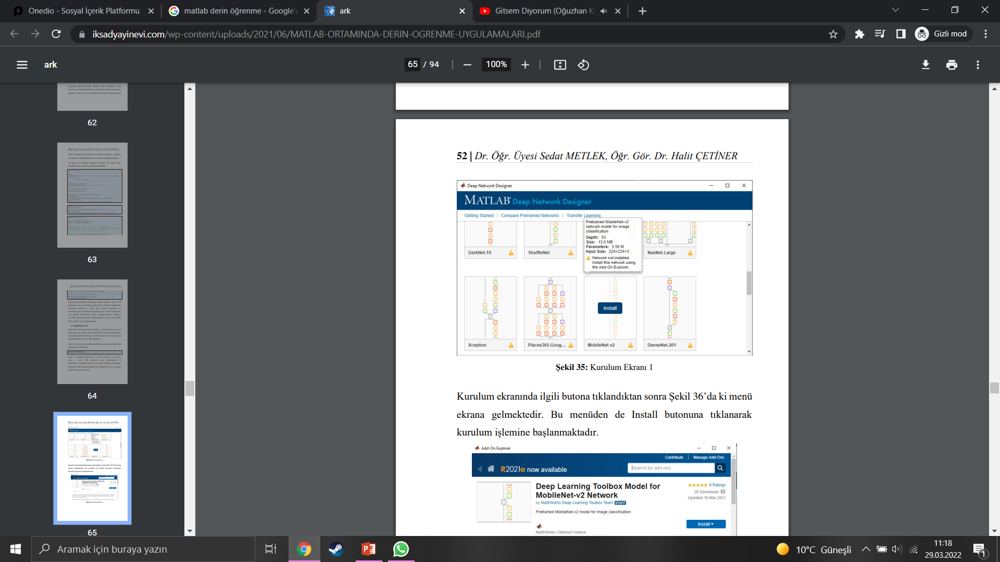 Onedio - Sosyal İçerik Platformu
matlab derin öğrenme - Google'd
ark
Gitsem Diyorum (Oğuzhan K
iksadyayinevi.com/wp-content/uploads/2021/06/MATLAB-ORTAMINDA-DERIN-OGRENME-UYGULAMALARI.pdf
Gizli mod
ark
65 / 94
100%
62
63
64
65
52 | Dr. Öğr. Üyesi Sedat METLEK, Öğr. Gör. Dr. Halit ÇETİNER
Deep Network Designer
MATLAB Deep Network Designer
Getting Started | Compare Pretrained Networks | Transfer Learning
Pretrained MobileNet-v2
network model for image
classification
Depth: 53
Size: 13.0 MB
Parameters: 3.50 M
Input Size: 224×224×3
Network not installed.
Install this network using
the Add-On Explorer.
DarkNet-19
ShuffleNet
NasNet-Large
Install
Xception
Places365-Goog...
MobileNet-v2
DenseNet-201
Şekil 35: Kurulum Ekranı 1
Kurulum ekranında ilgili butona tıklandıktan sonra Şekil 36’da ki menü
ekrana gelmektedir. Bu menüden de Install butonuna tıklanarak
kurulum işlemine başlanmaktadır.
Add-On Explorer
Contribute | Manage Add-Ons
R2021a now available
Search for add-ons
Deep Learning Toolbox Model for
MobileNet-v2 Network
by MathWorks Deep Learning Toolbox Team STAFF
Pretrained MobileNet-v2 model for image classification
8 Ratings
28 Downloads
Updated 10 Mar 2021
Install
MathWorks Optional Feature
Aramak için buraya yazın
10°C Güneşli
11:18
29.03.2022
1